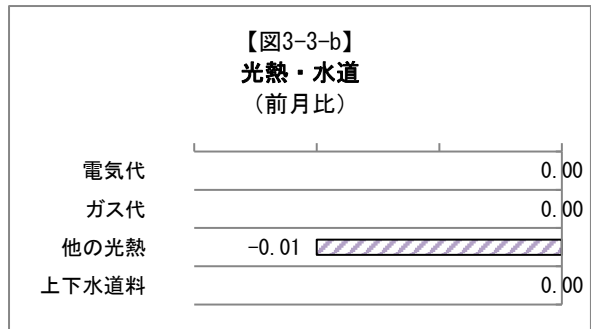 【図3-3-b】
光熱・水道
（前月比）
電気代 0.00
ガス代 0.00
他の光熱 -0.01
上下水道料 0.00